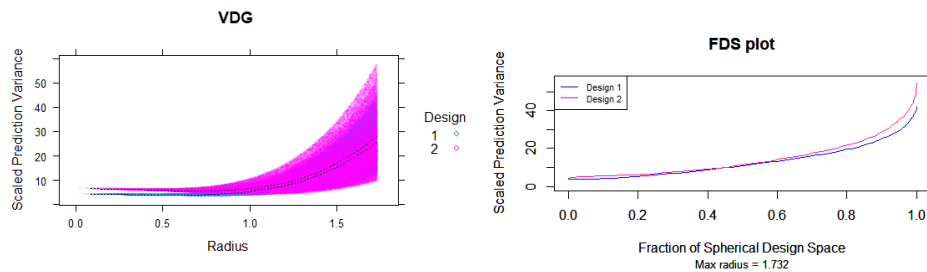 VDG
Scaled Prediction Variance
50
40
30
20
10
0.0 0.5 1.0 1.5
Radius
Design
1
2
FDS plot
Scaled Prediction Variance
40
20
0
Design 1
Design 2
0.0 0.2 0.4 0.6 0.8 1.0
Fraction of Spherical Design Space
Max radius = 1.732